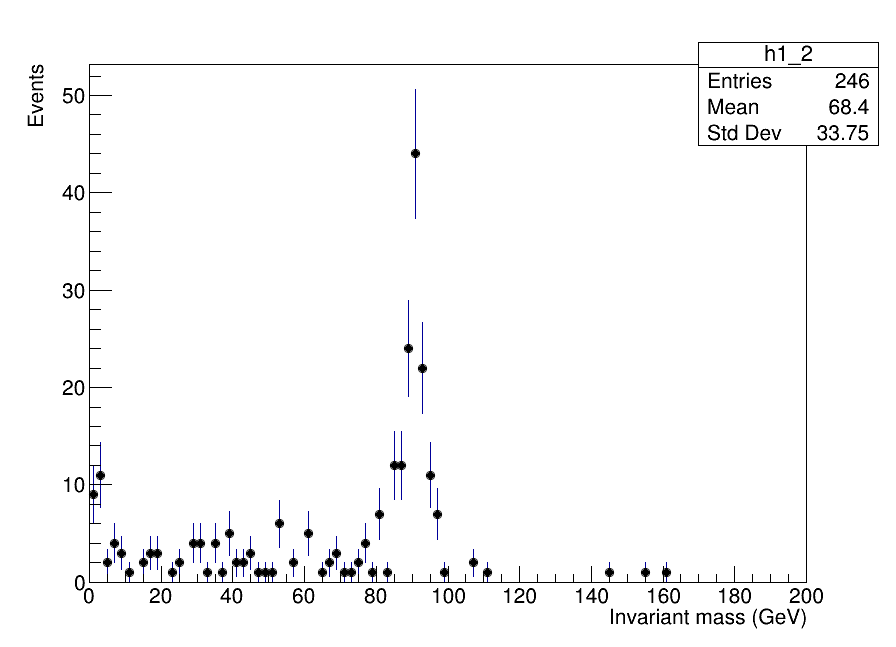 h1_2
Entries 246
Mean 68.4
Std Dev 33.75
Events
50
40
30
20
10
0
0 20 40 60 80 100 120 140 160 180 200
Invariant mass (GeV)